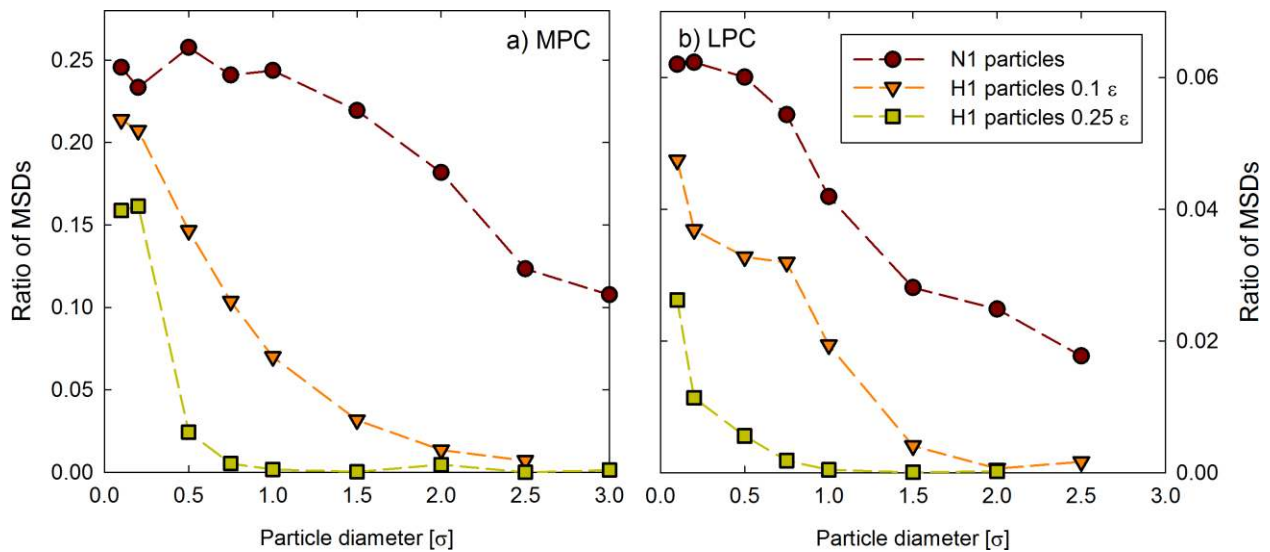 a) MPC
0.25
0.20
0.15
0.10
0.05
0.00
Ratio of MSDs
0.0 0.5 1.0 1.5 2.0 2.5 3.0
Particle diameter [σ]
b) LPC
N1 particles
H1 particles 0.1 ε
H1 particles 0.25 ε
0.06
0.04
0.02
0.00
Ratio of MSDs
0.0 0.5 1.0 1.5 2.0 2.5 3.0
Particle diameter [σ]